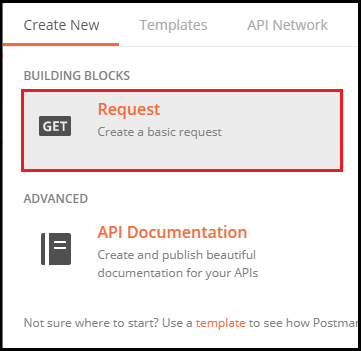 Create New Templates API Network
BUILDING BLOCKS
Request
GET
Create a basic request
ADVANCED
API Documentation
Create and publish beautiful
documentation for your APIs
Not sure where to start? Use a template to see how Postman